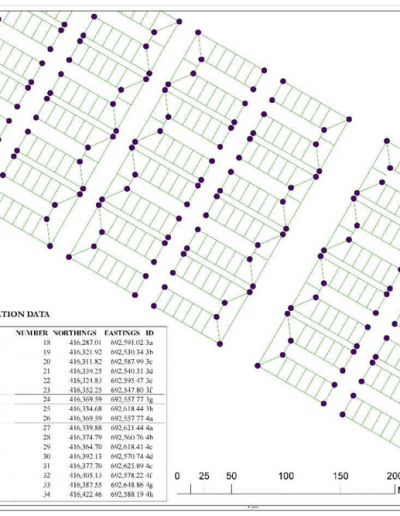 ATION DATA
NUMBER NORTHINGS EASTINGS ID
18 416,287.01 692,591.02 3a
19 416,321.92 692,530.34 3b
20 416,311.82 692,587.99 3c
21 416,339.25 692,540.31 3d
22 416,324.83 692,595.47 3e
23 416,352.25 692,547.80 3f
24 416,369.59 692,557.77 3g
25 416,334.68 692,618.44 3h
26 416,369.59 692,557.77 4a
27 416,339.88 692,621.44 4a
28 416,374.79 692,560.76 4b
29 416,364.70 692,618.41 4c
30 416,392.13 692,570.74 4d
31 416,377.70 692,625.89 4e
32 416,405.13 692,578.22 4f
33 416,387.55 692,648.86 4g
34 416,422.46 692,588.19 4h
0 25 50 100 150 200